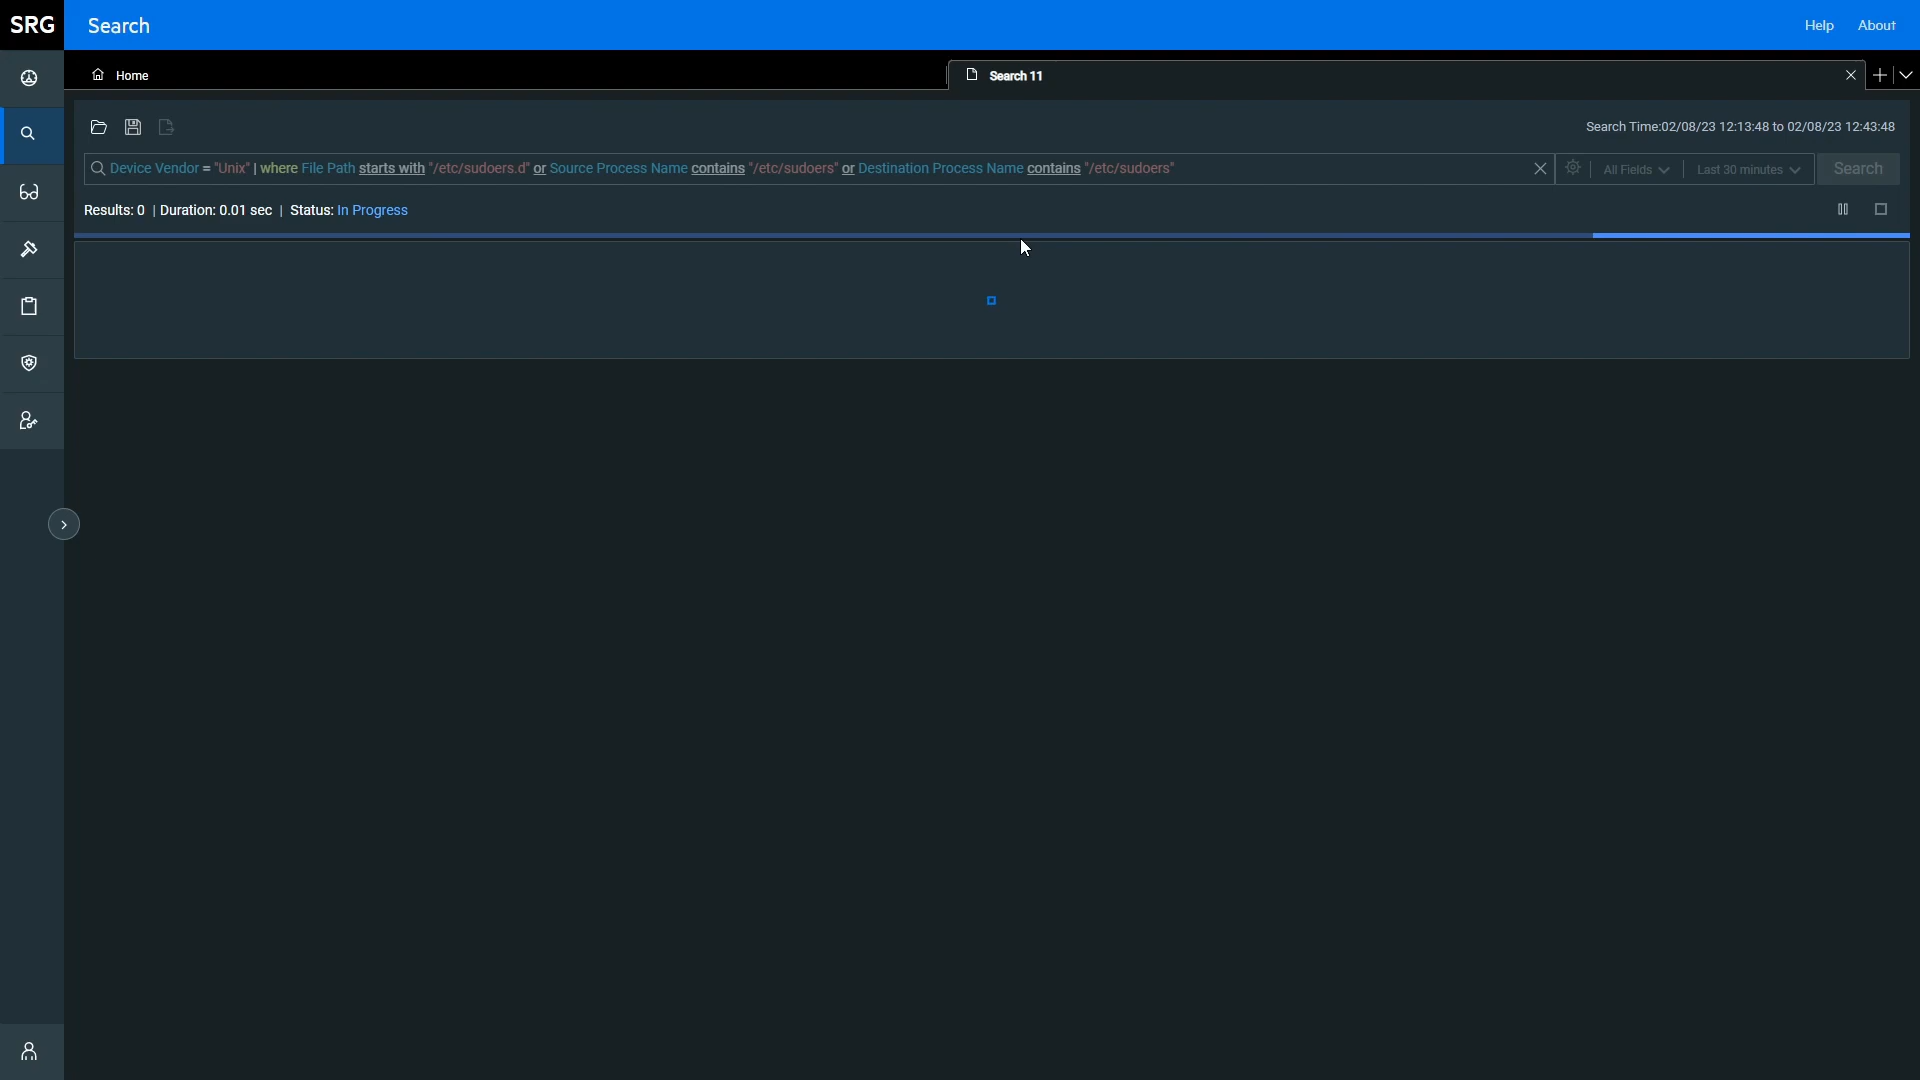 SRG
Search
Help
About
Home
Search 11
Search Time:02/08/23 12:13:48 to 02/08/23 12:43:48
Device Vendor = "Unix" | where File Path starts with "/etc/sudoers.d" or Source Process Name contains "/etc/sudoers" or Destination Process Name contains "/etc/sudoers"
All Fields
Last 30 minutes
Search
Results: 0 | Duration: 0.01 sec | Status: In Progress